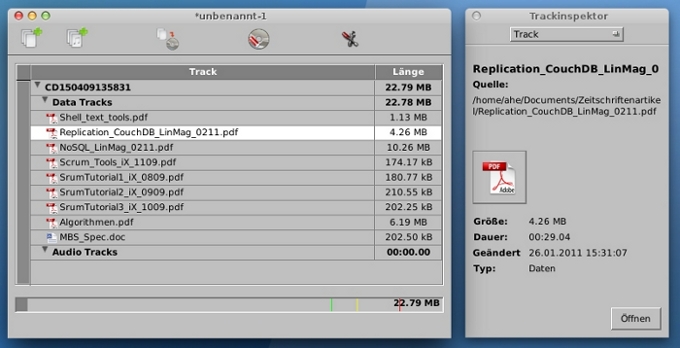 *unbenannt-1
Track Länge
CD150409135831 22.79 MB
Data Tracks 22.78 MB
Shell_text_tools.pdf 1.13 MB
Replication_CouchDB_LinMag_0211.pdf 4.26 MB
NoSQL_LinMag_0211.pdf 10.26 MB
Scrum_Tools_iX_1109.pdf 174.17 kB
SrumTutorial1_iX_0809.pdf 180.77 kB
SrumTutorial2_iX_0909.pdf 210.55 kB
SrumTutorial3_iX_1009.pdf 202.25 kB
Algorithmen.pdf 6.19 MB
MBS_Spec.doc 202.50 kB
Audio Tracks 00:00.00
22.79 MB
Trackinspektor
Track
Replication_CouchDB_LinMag_0
Quelle:
/home/ahe/Documents/Zeitschriftenartike
l/Replication_CouchDB_LinMag_0211.pdf
PDF
Adobe
Größe: 4.26 MB
Dauer: 00:29.04
Geändert 26.01.2011 15:31:07
Typ: Daten
Öffnen